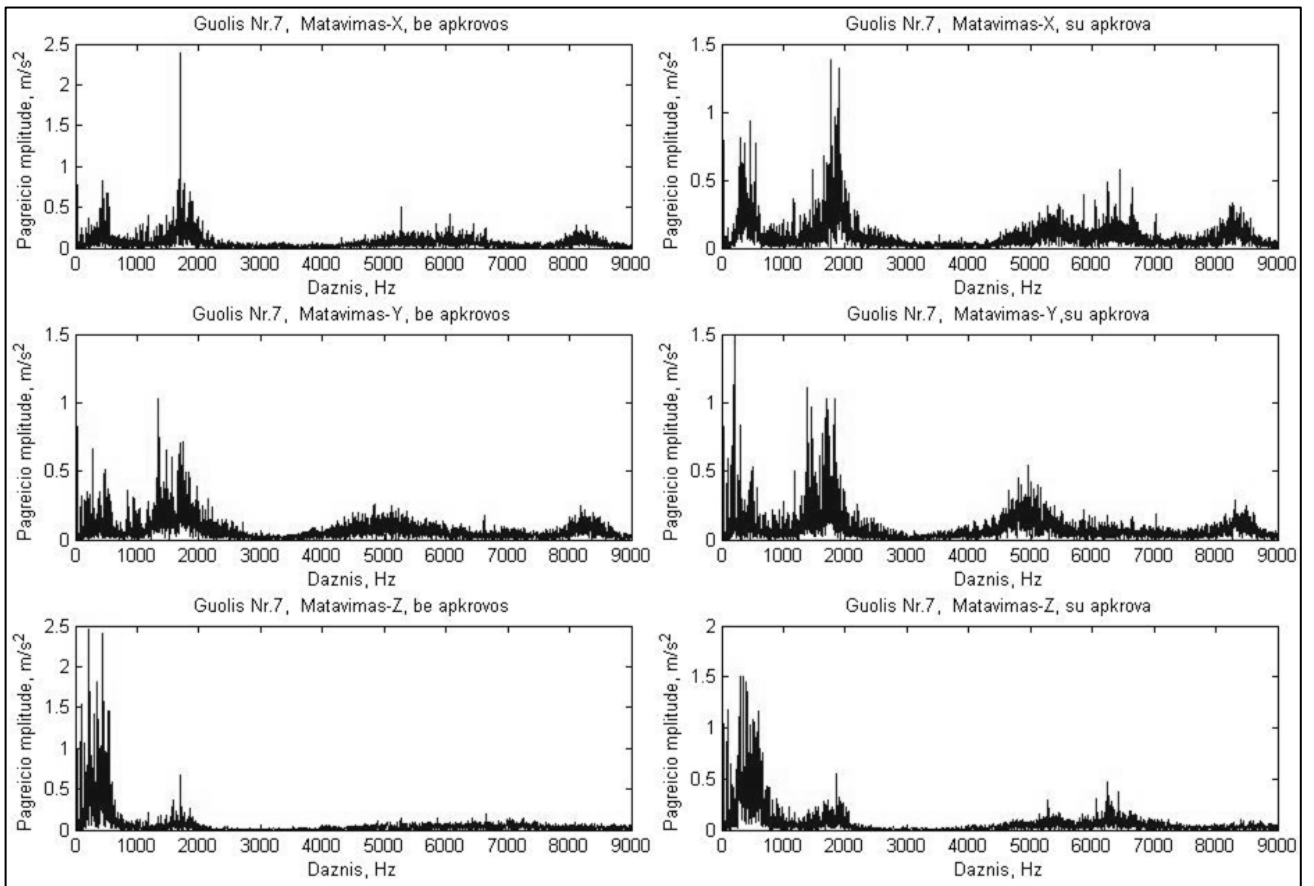 Guolis Nr.7, Matavimas-X, be apkrovos
Pagreicio mplitude, m/s²
2.5
2
1.5
1
0.5
0
0 1000 2000 3000 4000 5000 6000 7000 8000 9000
Daznis, Hz
Guolis Nr.7, Matavimas-X, su apkrova
Pagreicio mplitude, m/s²
1.5
1
0.5
0
0 1000 2000 3000 4000 5000 6000 7000 8000 9000
Daznis, Hz
Guolis Nr.7, Matavimas-Y, be apkrovos
Pagreicio mplitude, m/s²
1.5
1
0.5
0
0 1000 2000 3000 4000 5000 6000 7000 8000 9000
Daznis, Hz
Guolis Nr.7, Matavimas-Y,su apkrova
Pagreicio mplitude, m/s²
1.5
1
0.5
0
0 1000 2000 3000 4000 5000 6000 7000 8000 9000
Daznis, Hz
Guolis Nr.7, Matavimas-Z, be apkrovos
Pagreicio mplitude, m/s²
2.5
2
1.5
1
0.5
0
0 1000 2000 3000 4000 5000 6000 7000 8000 9000
Daznis, Hz
Guolis Nr.7, Matavimas-Z, su apkrova
Pagreicio mplitude, m/s²
2
1.5
1
0.5
0
0 1000 2000 3000 4000 5000 6000 7000 8000 9000
Daznis, Hz